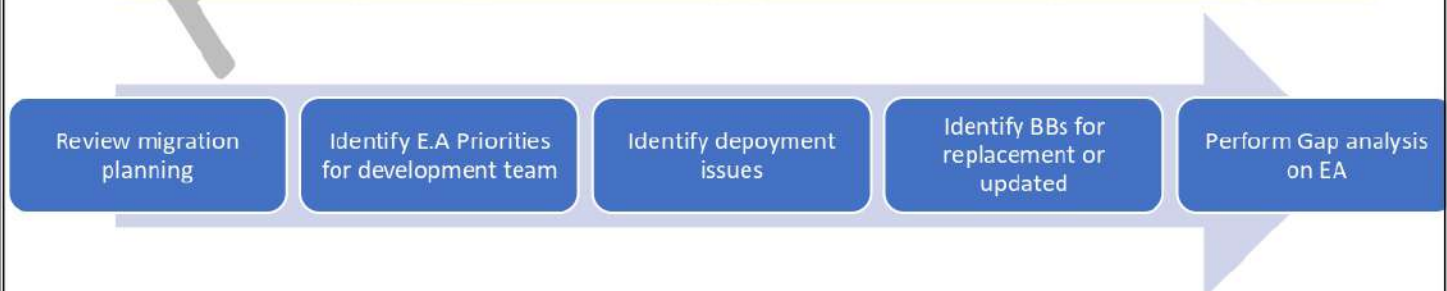 Review migration
planning
Identify E.A Priorities
for development team
Identify depoyment
issues
Identify BBs for
replacement or
updated
Perform Gap analysis
on EA